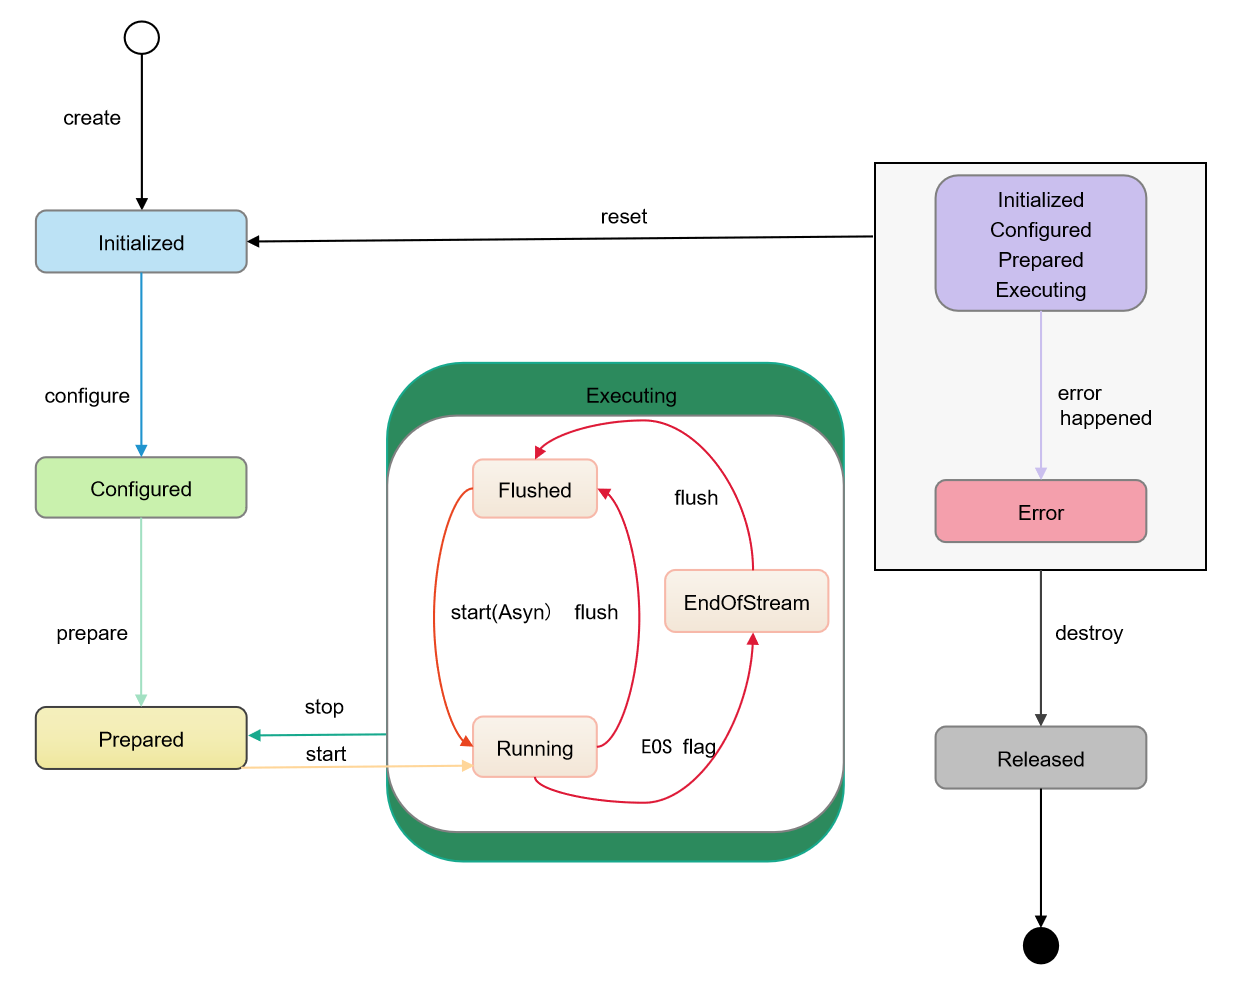 create
Initialized
reset
Initialized
Configured
Prepared
Executing
configure
Executing
error
happened
Configured
Flushed
flush
Error
start(Asyn） flush
EndOfStream
prepare
destroy
stop
Prepared
start
Running
EOS flag
Released